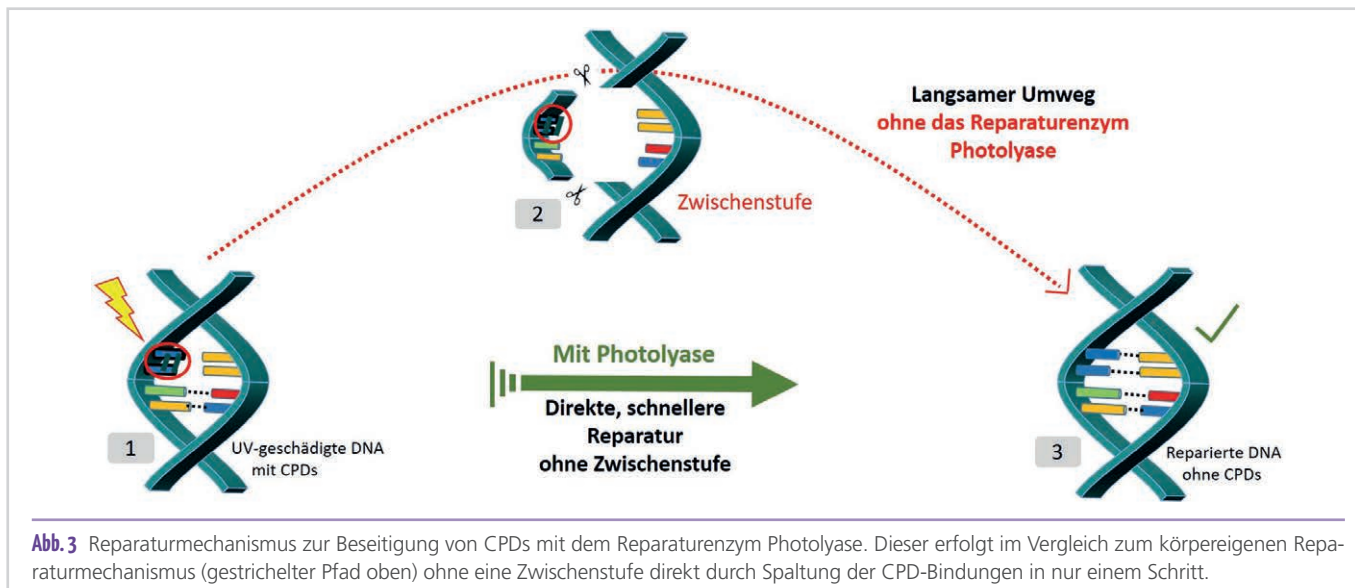 Langsamer Umweg
ohne das Reparaturenzym
Photolyase
2
Zwischenstufe
Mit Photolyase
Direkte, schnellere
Reparatur
ohne Zwischenstufe
1
UV-geschädigte DNA
mit CPDs
3
Reparierte DNA
ohne CPDs
Abb. 3 Reparaturmechanismus zur Beseitigung von CPDs mit dem Reparaturenzym Photolyase. Dieser erfolgt im Vergleich zum körpereigenen Repa-
raturmechanismus (gestrichelter Pfad oben) ohne eine Zwischenstufe direkt durch Spaltung der CPD-Bindungen in nur einem Schritt.